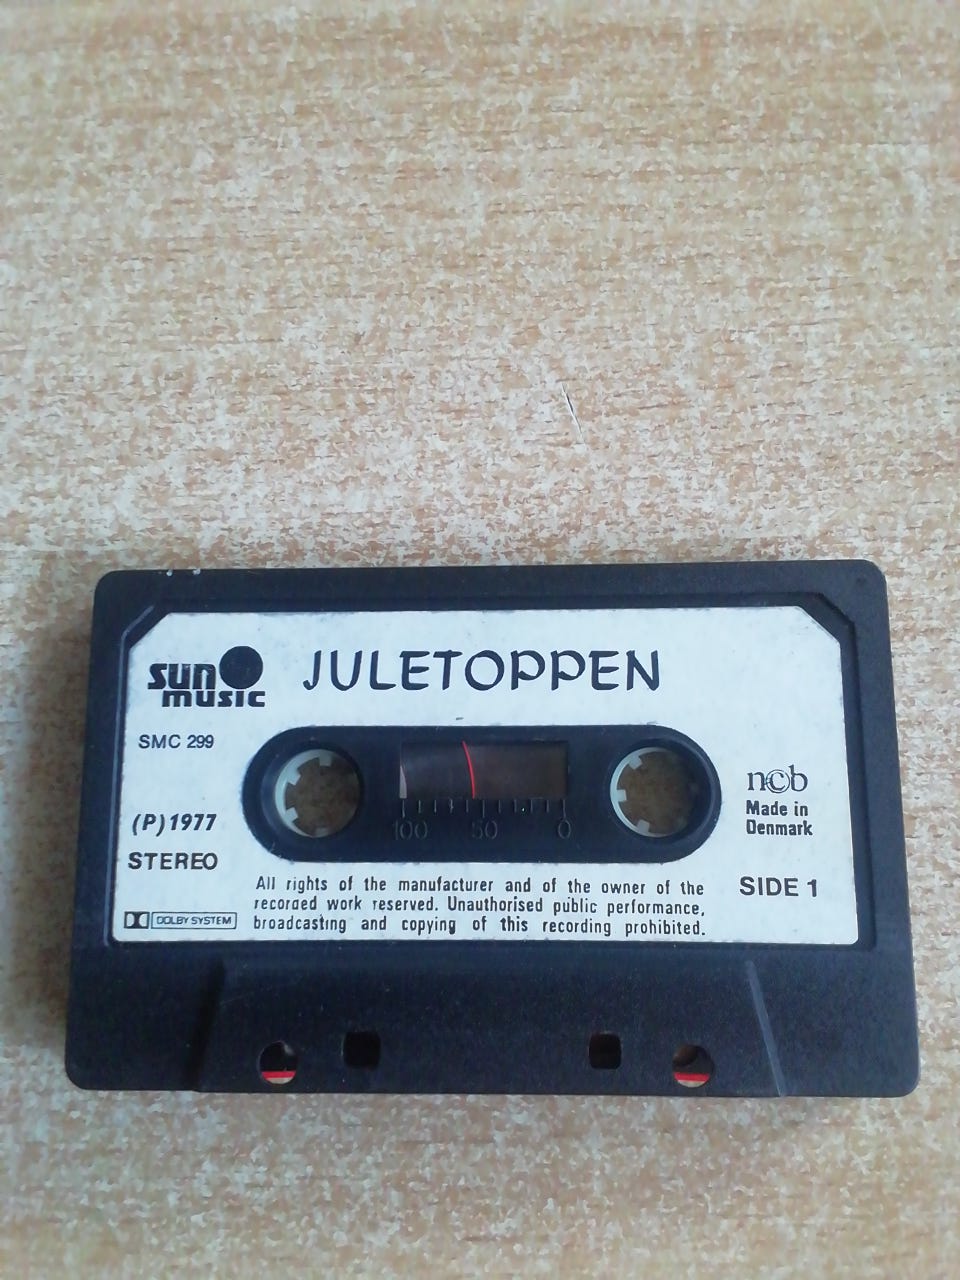 sun music
JULETOPPEN
SMC 299
(P) 1977
STEREO
DOLBY SYSTEM
100 50 0
ncb
Made in
Denmark
SIDE 1
All rights of the manufacturer and of the owner of the
recorded work reserved. Unauthorised public performance,
broadcasting and copying of this recording prohibited.